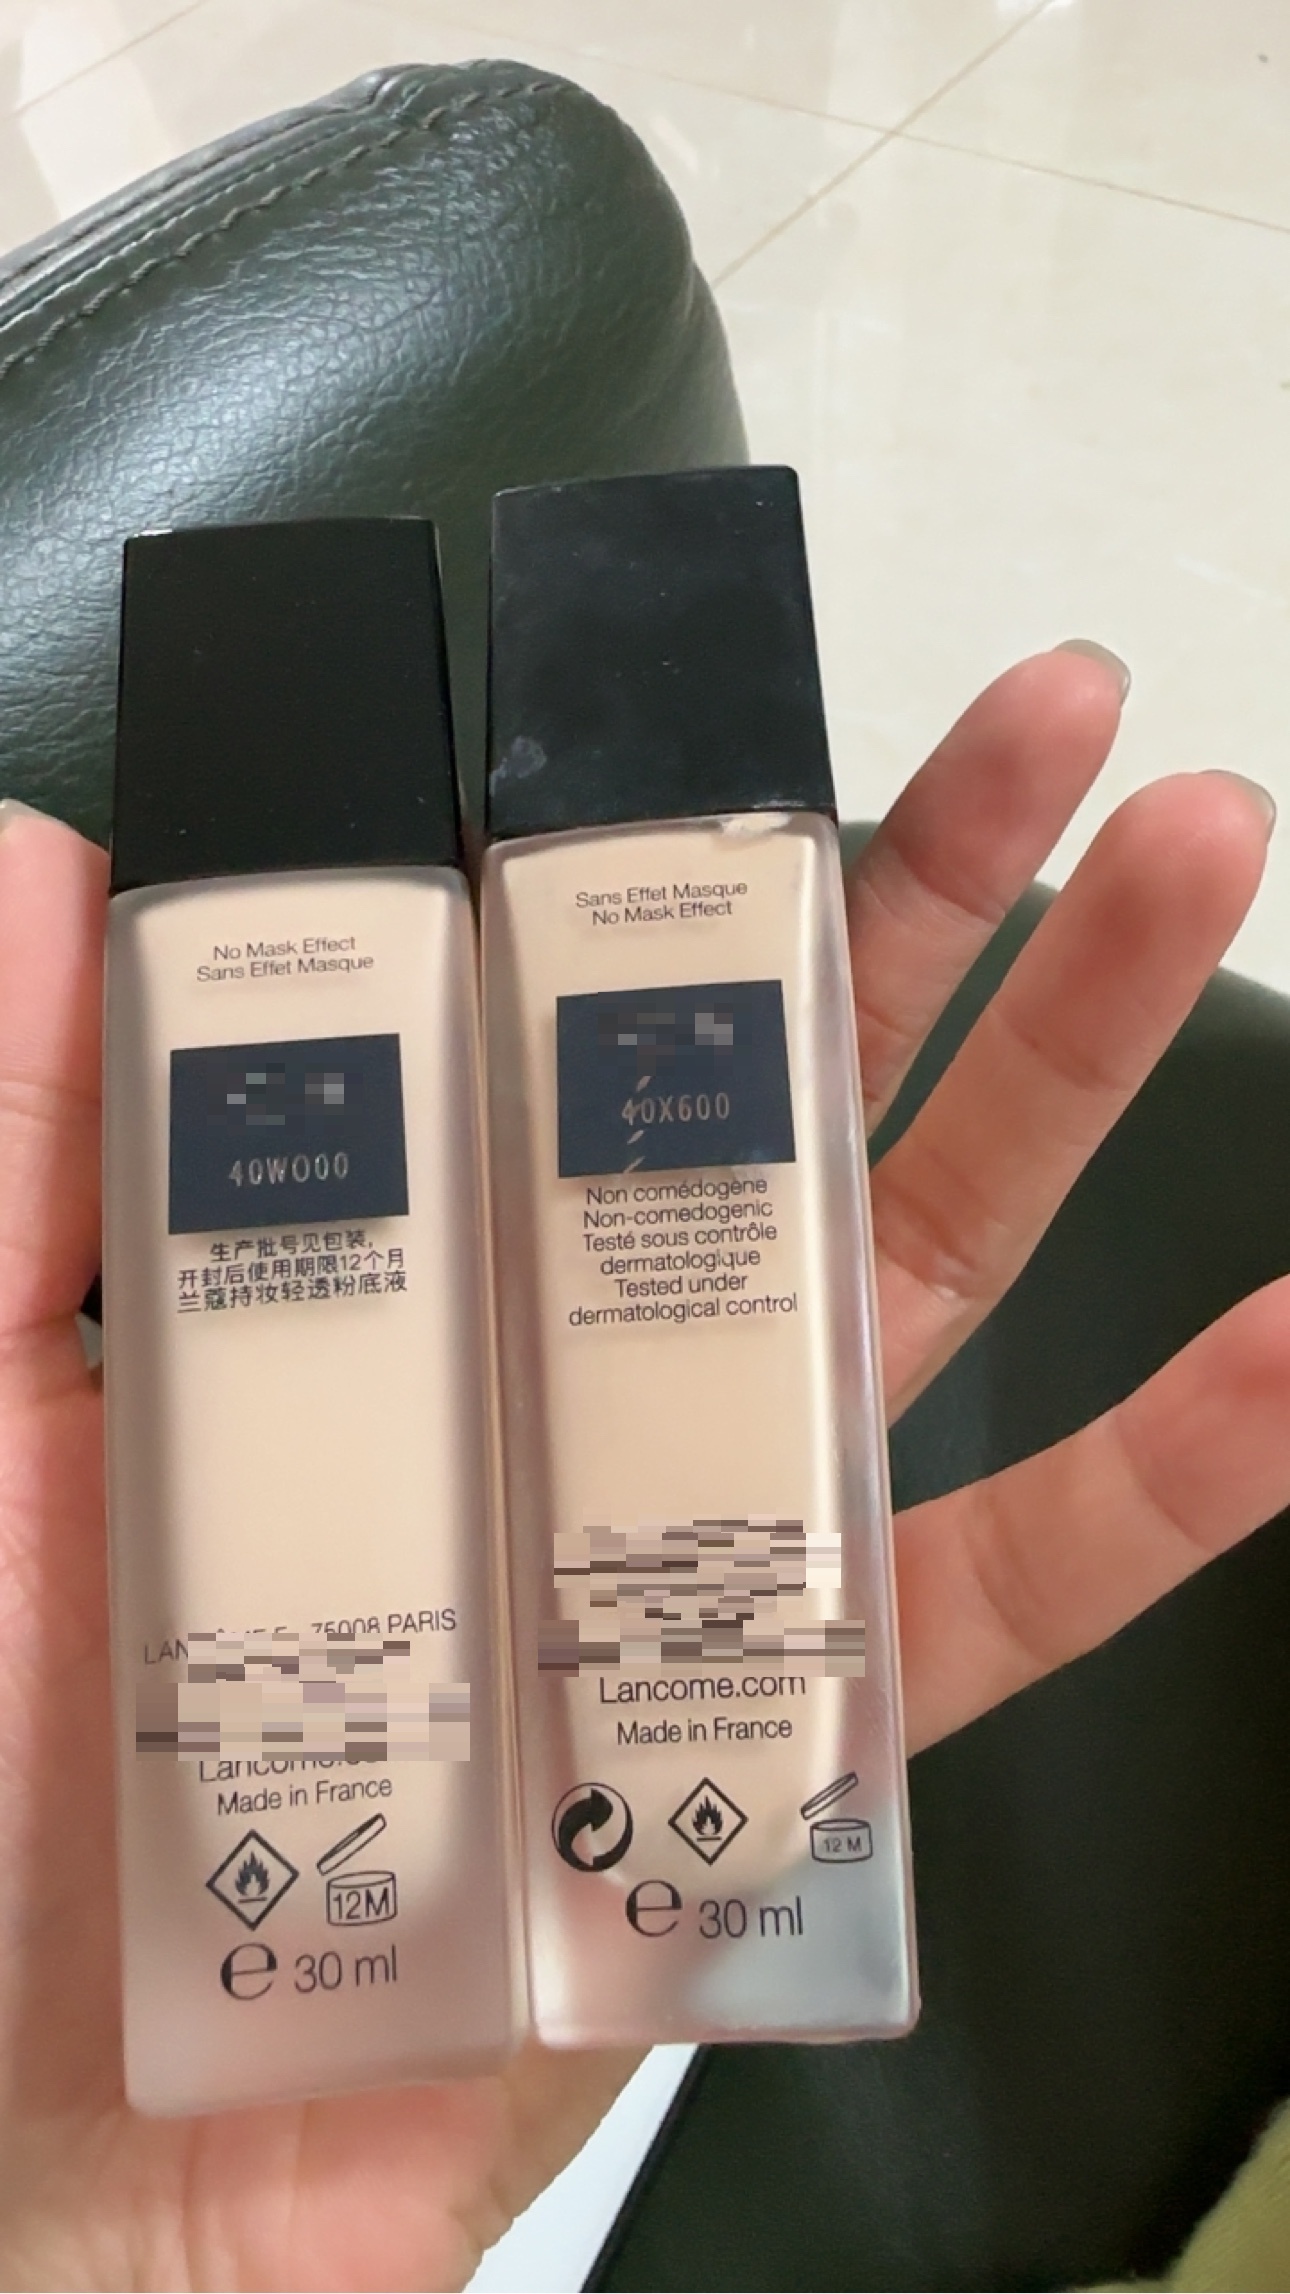 No Mask Effect
Sans Effet Masque
40W000
生产批号见包装,
开封后使用期限12个月
兰蔻持妆轻透粉底液
75008 PARIS
Made in France
12M
e 30 ml
Sans Effet Masque
No Mask Effect
40X600
Non comédogène
Non-comedogenic
Testé sous contrôle
dermatologique
Tested under
dermatological control
Lancome.com
Made in France
12 M
e 30 ml